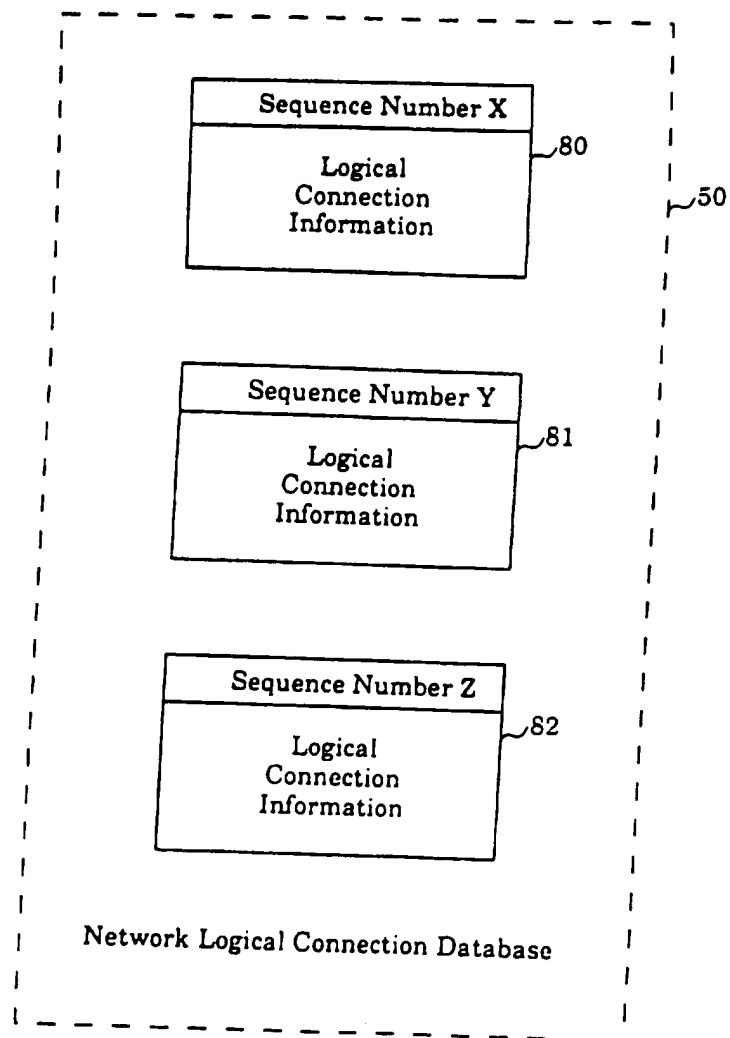 Sequence Number X
80
Logical
Connection
Information
50
Sequence Number Y
81
Logical
Connection
Information
Sequence Number Z
82
Logical
Connection
Information
Network Logical Connection Database